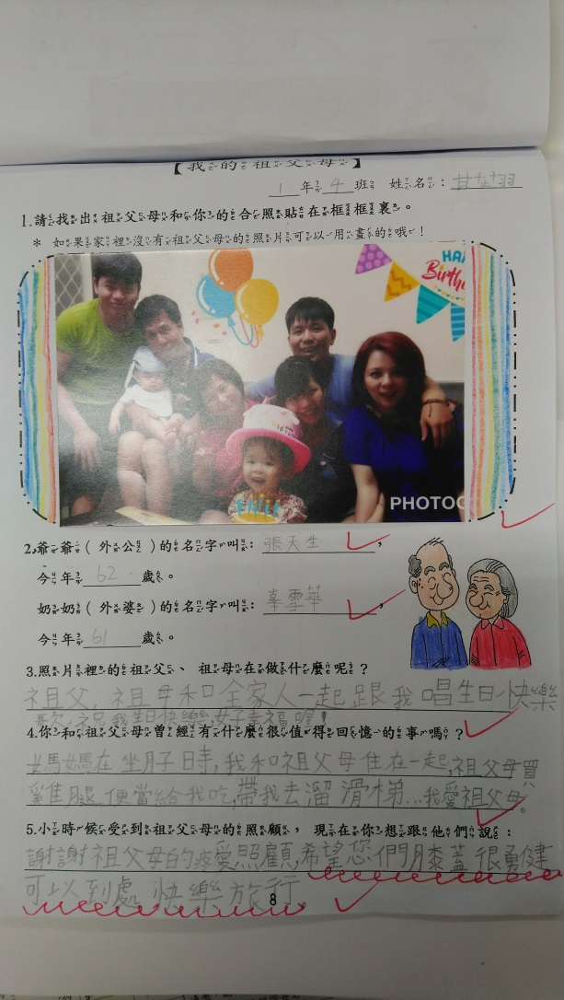 【我的祖父母】
1年4班 姓名：甘
1.請找出祖父母和你的合照貼在框框裏。
* 如果家裡沒有祖父母的照片可以用畫的哦！
HA
Birth
PHOTOG
2.爺爺（外公）的名字叫：張天生，
今年62歲。
奶奶（外婆）的名字叫：辜雪華，
今年61歲。
3.照片裡的祖父、祖母在做什麼呢？
祖父,祖母和全家人一起跟我唱生日快樂
歌,祝我生日快樂,好幸福唷!
4.你和祖父母曾經有什麼很值得回憶的事嗎？
媽媽在坐月子時,我和祖父母住在一起,祖父母買
雞腿便當給我吃,帶我去溜滑梯...我愛祖父母。
5.小時候受到祖父母的照顧，現在你想跟他們說：
謝謝祖父母的疼愛照顧,希望您們膝蓋很勇健
可以到處快樂旅行。
8